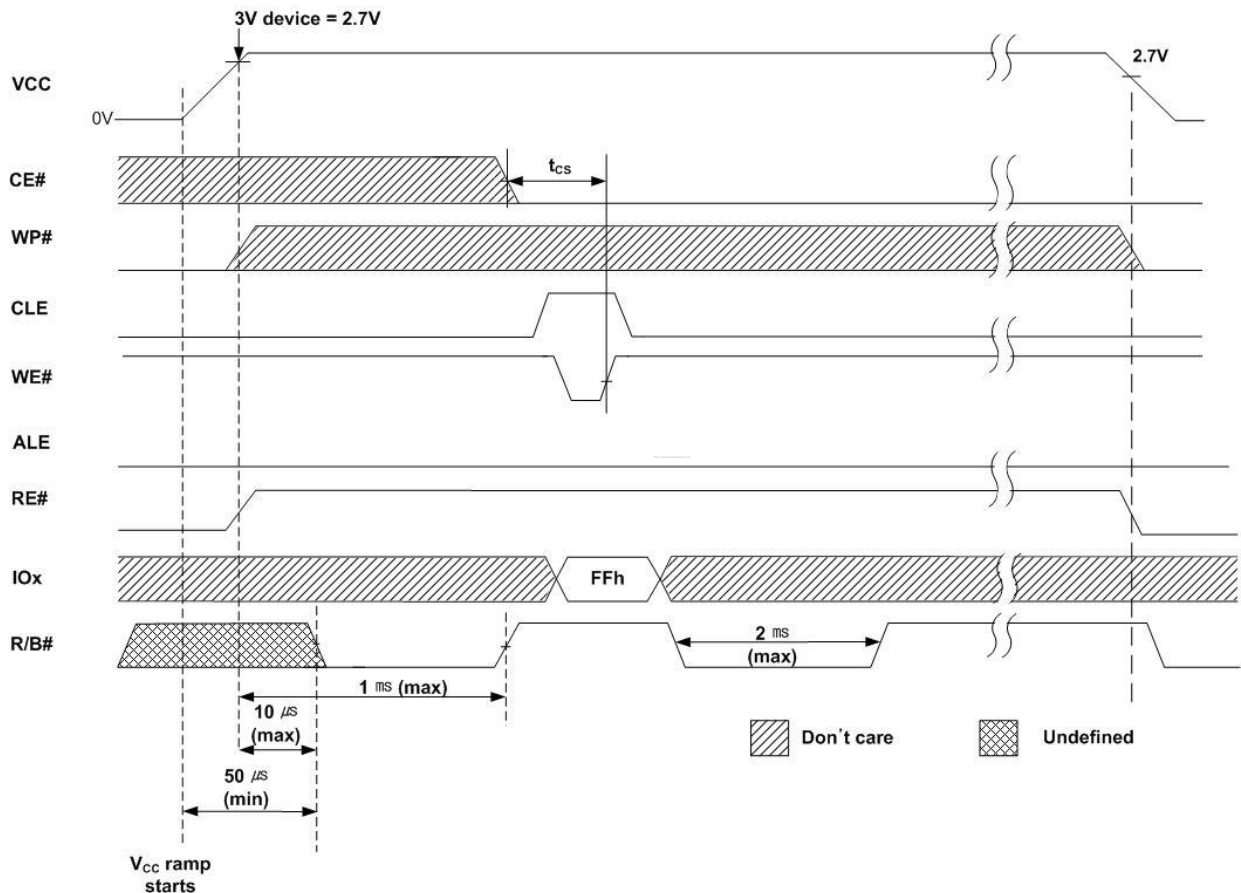 3V device = 2.7V
2.7V
VCC
0V
tCS
CE#
WP#
CLE
WE#
ALE
RE#
IOx
FFh
R/B#
2 ms
(max)
1 ms (max)
10 μs
(max)
Don't care
Undefined
50 μs
(min)
VCC ramp
starts